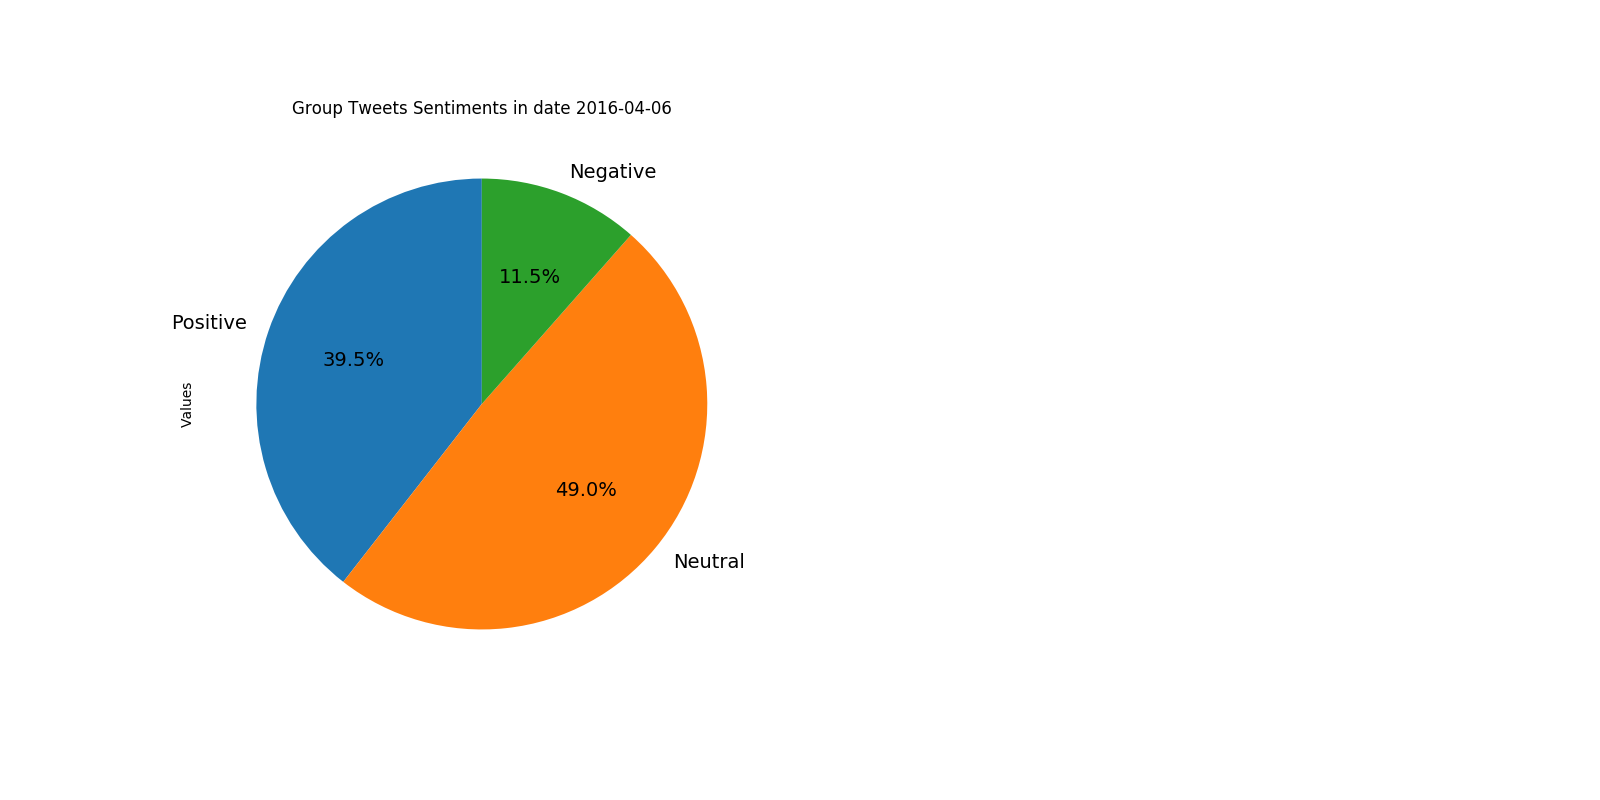 Group Tweets Sentiments in date 2016-04-06
Negative
11.5%
Positive
39.5%
Values
49.0%
Neutral